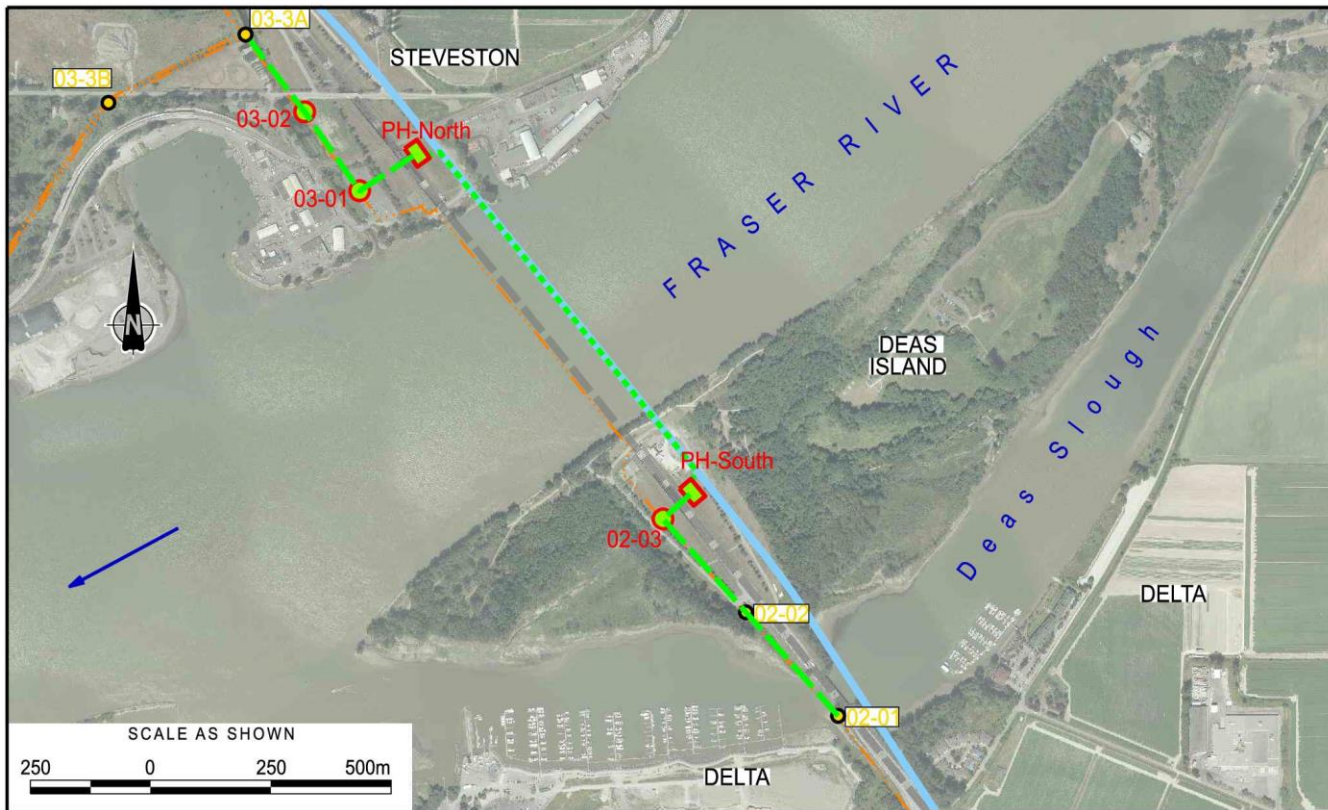 03-3A
STEVESTON
03-3B
03-02
PH-North
03-01
FRASER RIVER
N
DEAS
ISLAND
Deas Slough
PH-South
02-03
DELTA
02-02
02-01
SCALE AS SHOWN
250 0 250 500m
DELTA